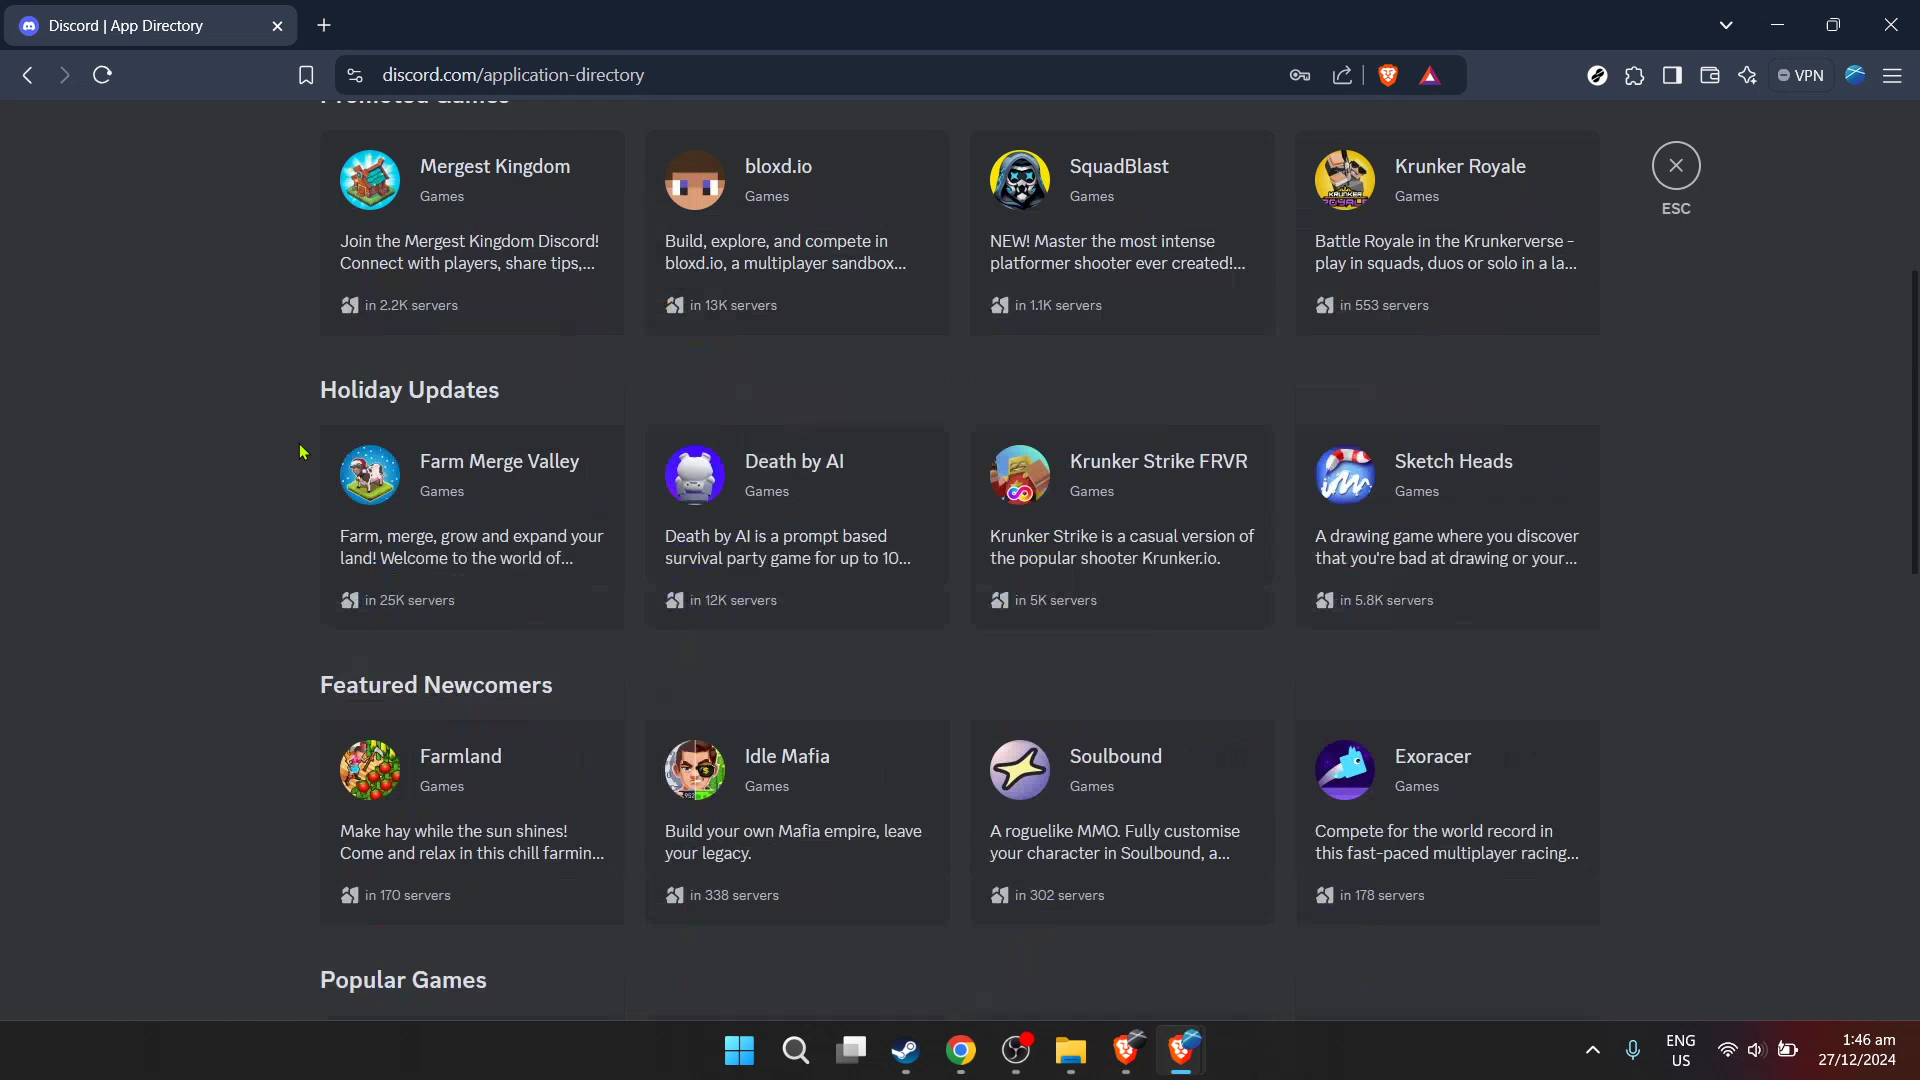 Discord | App Directory
discord.com/application-directory
VPN
Promoted Games
Mergest Kingdom
Games
Join the Mergest Kingdom Discord!
Connect with players, share tips,...
in 2.2K servers
bloxd.io
Games
Build, explore, and compete in
bloxd.io, a multiplayer sandbox...
in 13K servers
SquadBlast
Games
NEW! Master the most intense
platformer shooter ever created!...
in 1.1K servers
Krunker Royale
Games
Battle Royale in the Krunkerverse -
play in squads, duos or solo in a la...
in 553 servers
ESC
Holiday Updates
Farm Merge Valley
Games
Farm, merge, grow and expand your
land! Welcome to the world of...
in 25K servers
Death by AI
Games
Death by AI is a prompt based
survival party game for up to 10...
in 12K servers
Krunker Strike FRVR
Games
Krunker Strike is a casual version of
the popular shooter Krunker.io.
in 5K servers
Sketch Heads
Games
A drawing game where you discover
that you're bad at drawing or your...
in 5.8K servers
Featured Newcomers
Farmland
Games
Make hay while the sun shines!
Come and relax in this chill farmin...
in 170 servers
Idle Mafia
Games
Build your own Mafia empire, leave
your legacy.
in 338 servers
Soulbound
Games
A roguelike MMO. Fully customise
your character in Soulbound, a...
in 302 servers
Exoracer
Games
Compete for the world record in
this fast-paced multiplayer racing...
in 178 servers
Popular Games
ENG
US
1:46 am
27/12/2024